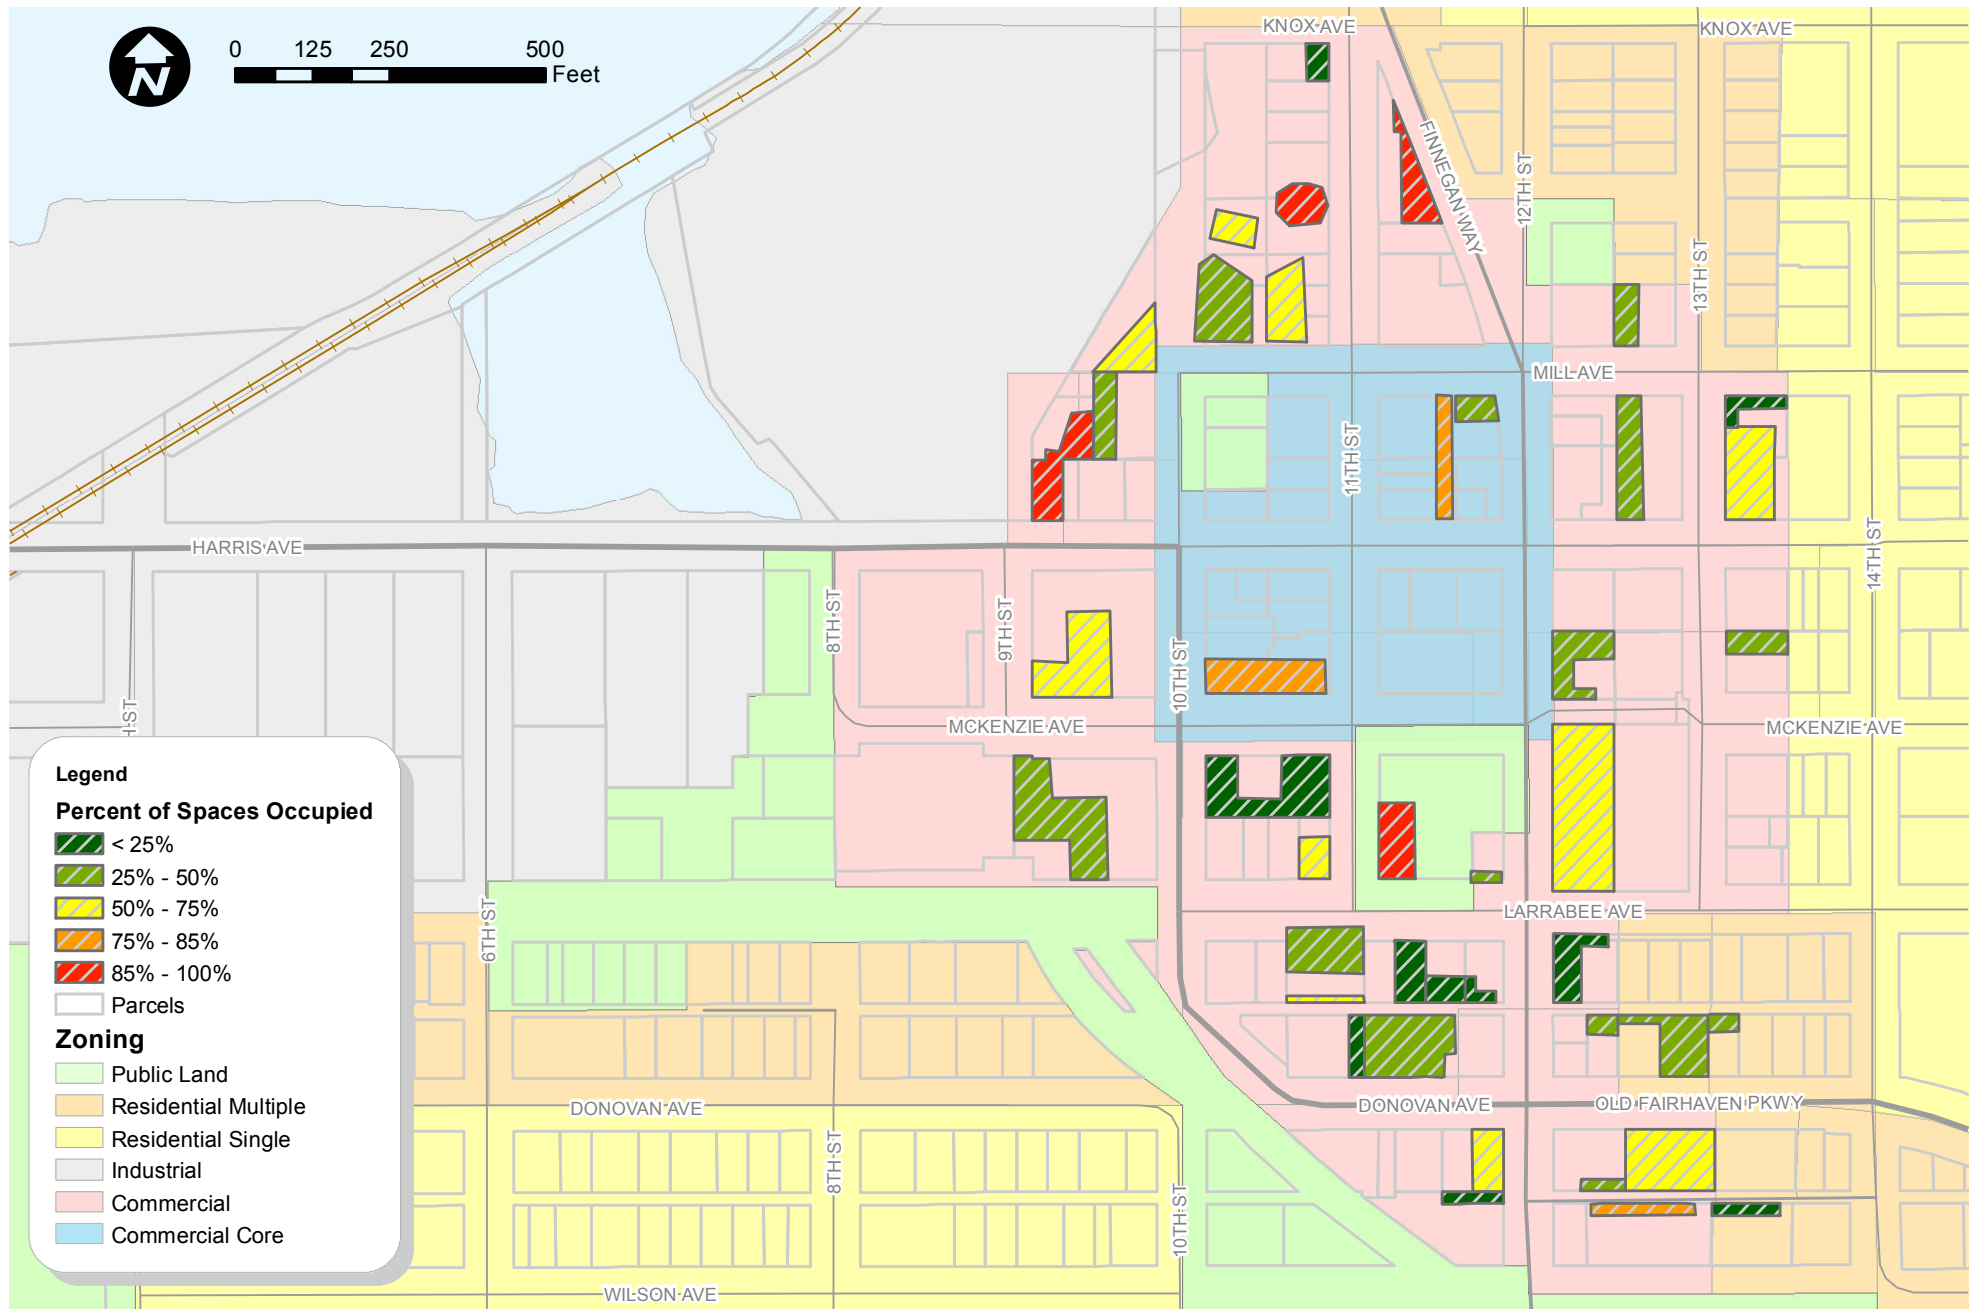 KNOX AVE
KNOX AVE
N
0 125 250 500
Feet
FINNEGAN WAY
12TH ST
13TH ST
MILL AVE
11TH ST
14TH ST
HARRIS AVE
8TH ST
9TH ST
10TH ST
H ST
MCKENZIE AVE
MCKENZIE AVE
LARRABEE AVE
6TH ST
DONOVAN AVE
DONOVAN AVE
OLD FAIRHAVEN PKWY
8TH ST
10TH ST
WILSON AVE
Legend
Percent of Spaces Occupied
< 25%
25% - 50%
50% - 75%
75% - 85%
85% - 100%
Parcels
Zoning
Public Land
Residential Multiple
Residential Single
Industrial
Commercial
Commercial Core